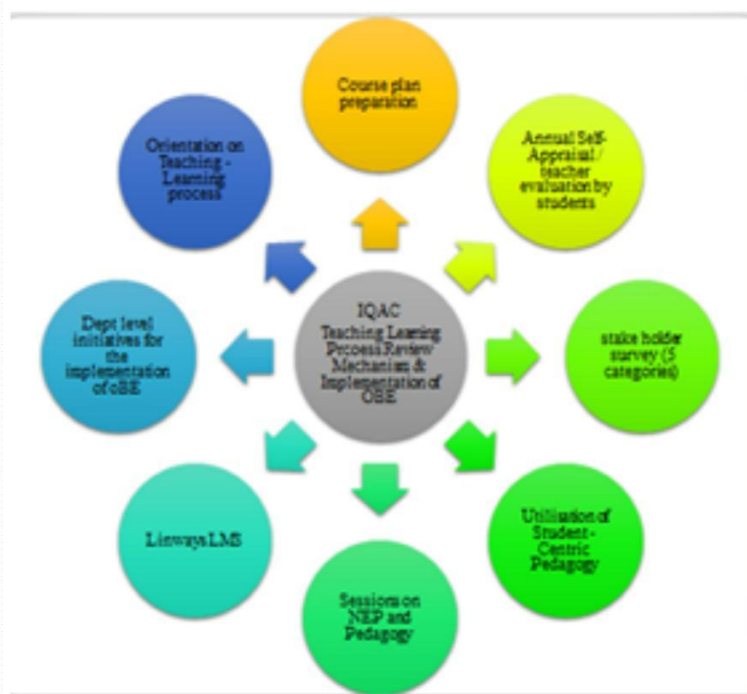 Course plan
preparation
Annual Self-
Appraisal /
teacher
evaluation by
students
stake holder
survey (5
categories)
Utilisation of
Student -
Centric
Pedagogy
Sessions on
NEP and
Pedagogy
Linways LMS
Dept level
initiatives for
the
implementation
of oBE
Orientation on
Teaching -
Learning
process
IQAC
Teaching Learning
Process Review
Mechanism &
Implementation of
OBE